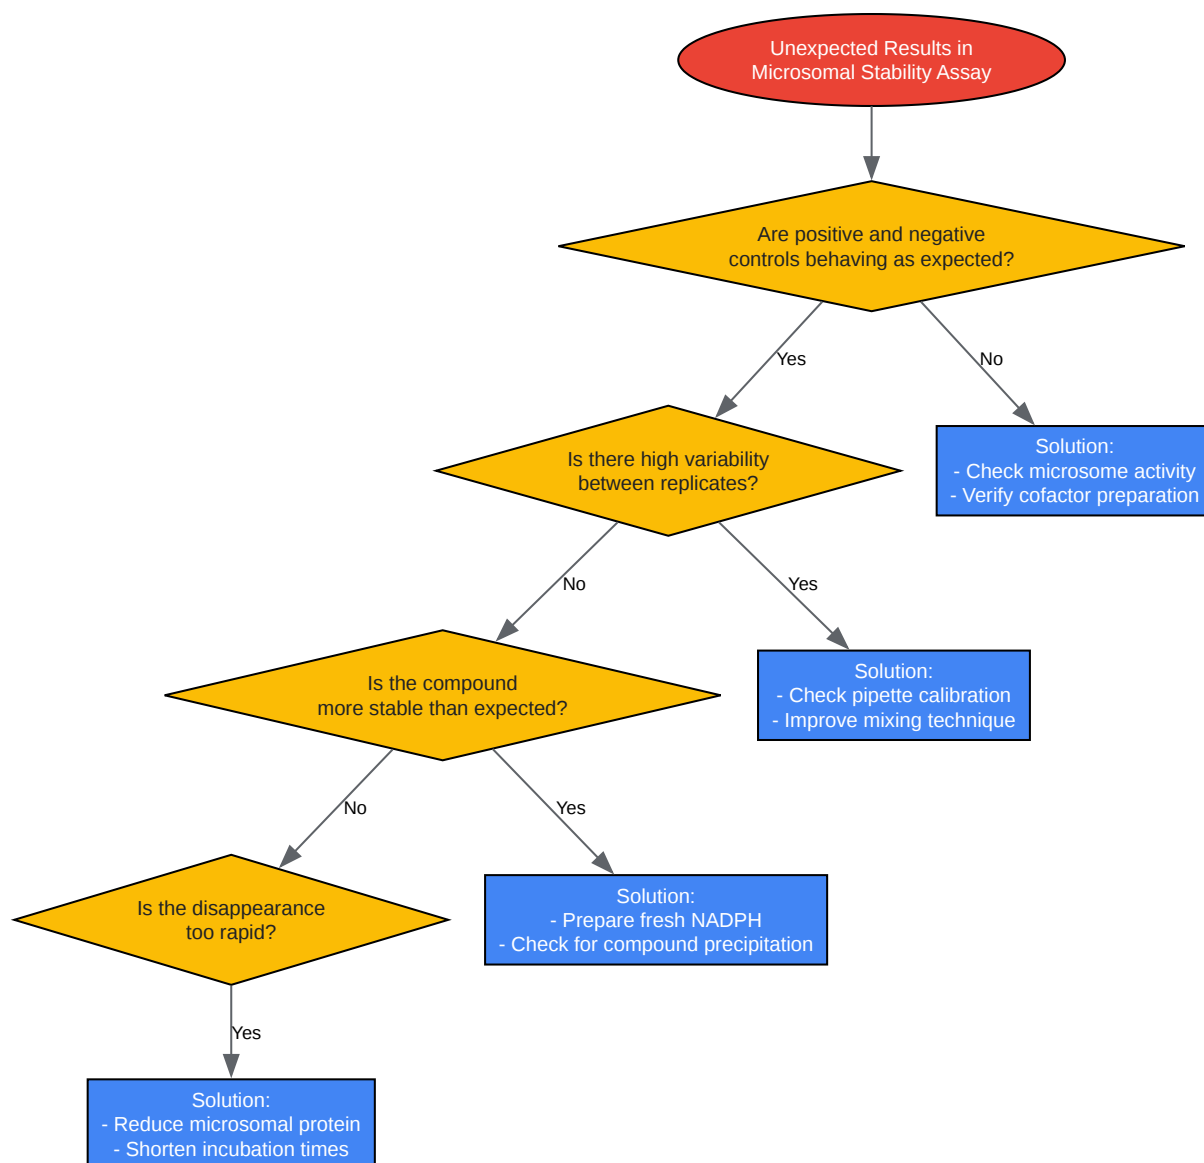 Unexpected Results in
Microsomal Stability Assay
Are positive and negative
controls behaving as expected?
Yes
No
Is there high variability
between replicates?
Solution:
- Check microsome activity
- Verify cofactor preparation
No
Yes
Is the compound
more stable than expected?
Solution:
- Check pipette calibration
- Improve mixing technique
No
Yes
Is the disappearance
too rapid?
Solution:
- Prepare fresh NADPH
- Check for compound precipitation
Yes
Solution:
- Reduce microsomal protein
- Shorten incubation times